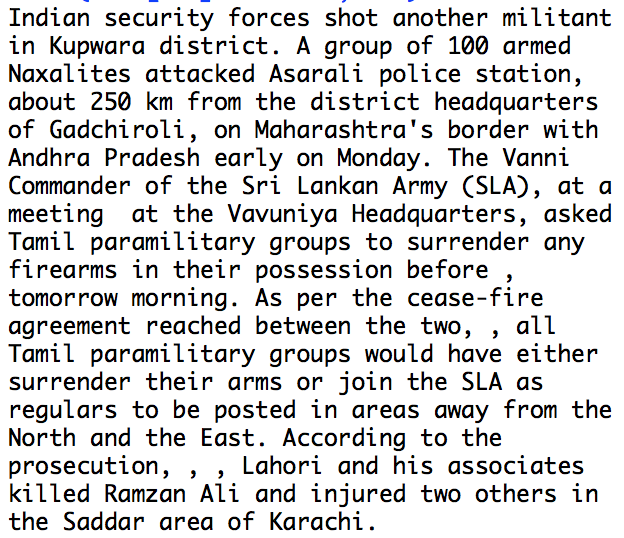 Indian security forces shot another militant
in Kupwara district. A group of 100 armed
Naxalites attacked Asarali police station,
about 250 km from the district headquarters
of Gadchiroli, on Maharashtra's border with
Andhra Pradesh early on Monday. The Vanni
Commander of the Sri Lankan Army (SLA), at a
meeting  at the Vavuniya Headquarters, asked
Tamil paramilitary groups to surrender any
firearms in their possession before ,
tomorrow morning. As per the cease-fire
agreement reached between the two, , all
Tamil paramilitary groups would have either
surrender their arms or join the SLA as
regulars to be posted in areas away from the
North and the East. According to the
prosecution, , , Lahori and his associates
killed Ramzan Ali and injured two others in
the Saddar area of Karachi.